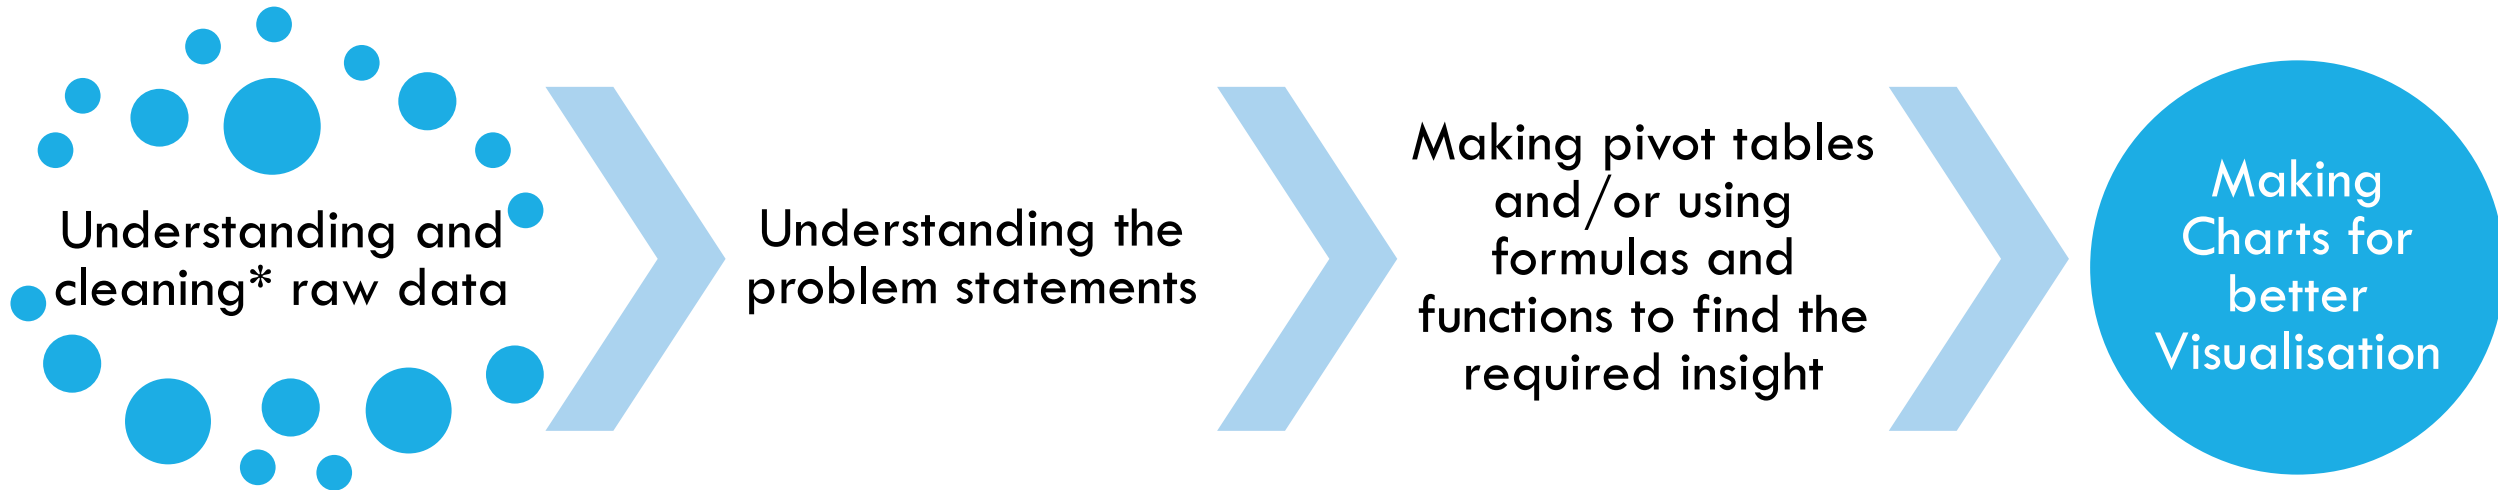 Understanding and
cleaning* raw data
Understanding the
problem statements
Making pivot tables
and/or using
formulas and
functions to find the
required insight
Making
Charts for
better
Visualisation